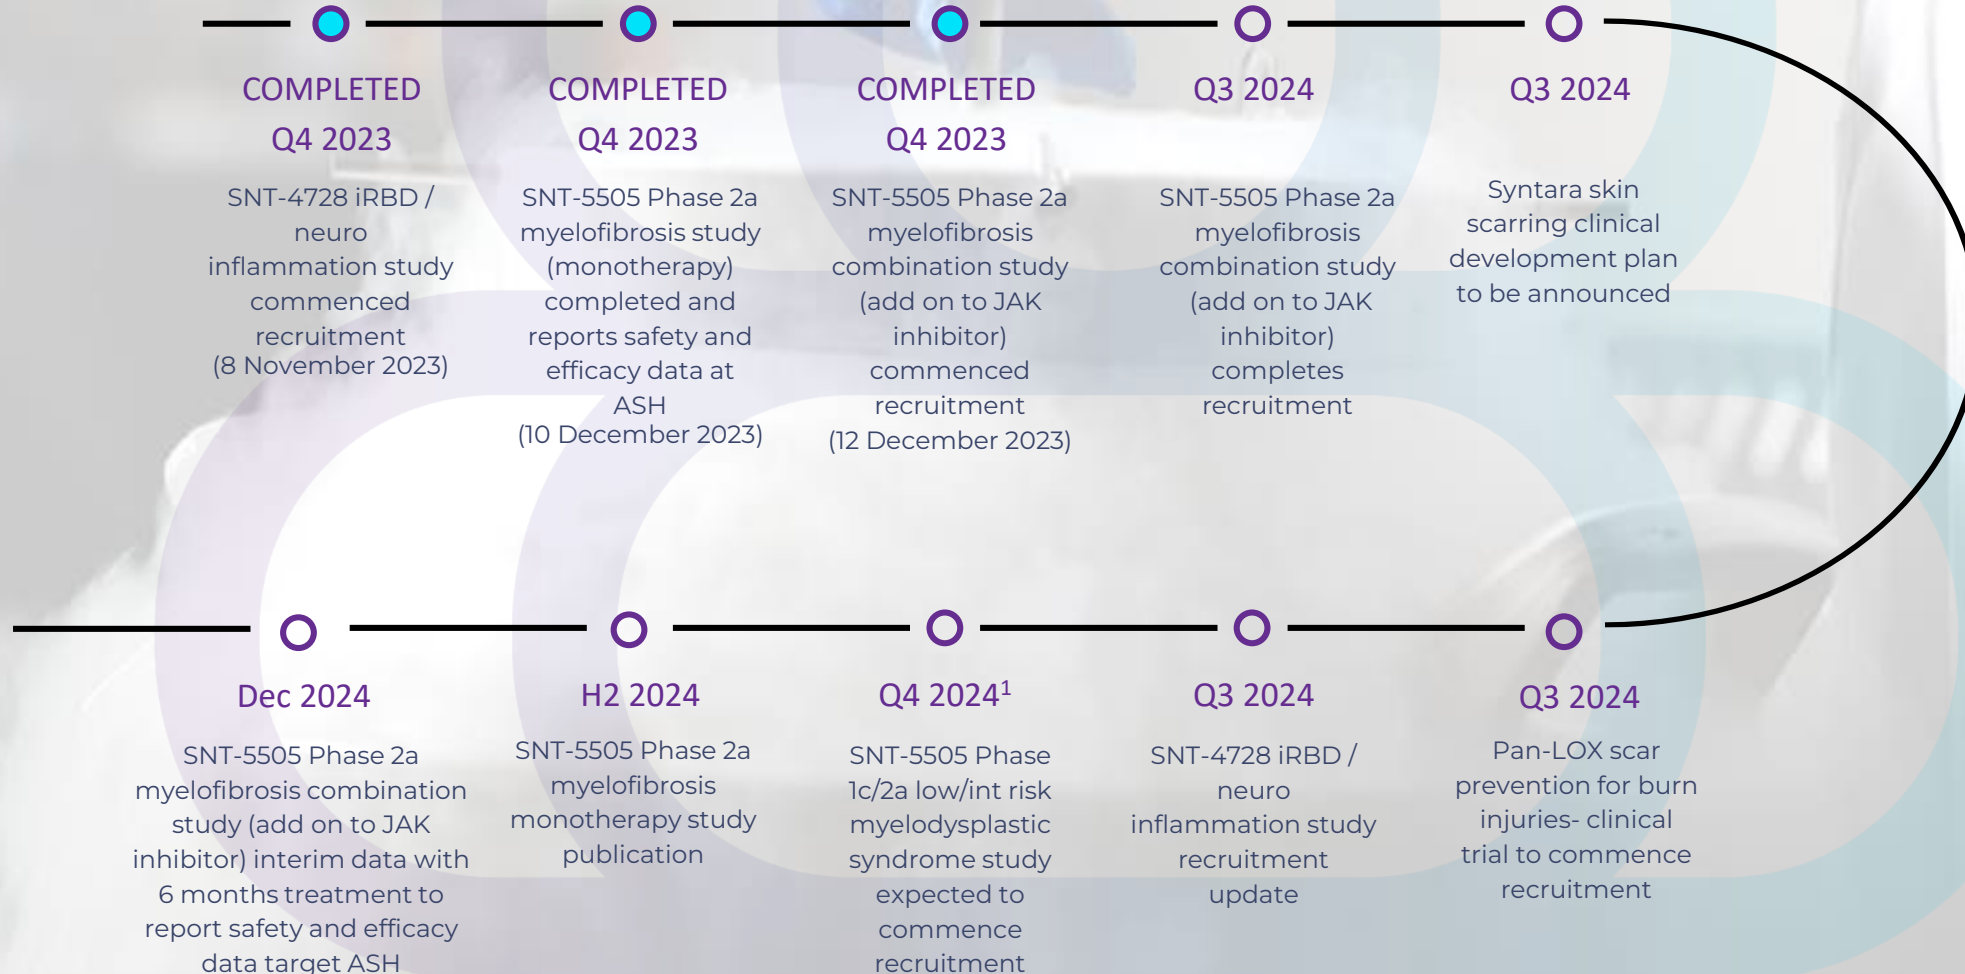 COMPLETED
Q4 2023
SNT-4728 iRBD /
neuro
inflammation study
commenced
recruitment
(8 November 2023)
COMPLETED
Q4 2023
SNT-5505 Phase 2a
myelofibrosis study
(monotherapy)
completed and
reports safety and
efficacy data at
ASH
(10 December 2023)
COMPLETED
Q4 2023
SNT-5505 Phase 2a
myelofibrosis
combination study
(add on to JAK
inhibitor)
commenced
recruitment
(12 December 2023)
Q3 2024
SNT-5505 Phase 2a
myelofibrosis
combination study
(add on to JAK
inhibitor)
completes
recruitment
Q3 2024
Syntara skin
scarring clinical
development plan
to be announced
Dec 2024
SNT-5505 Phase 2a
myelofibrosis combination
study (add on to JAK
inhibitor) interim data with
6 months treatment to
report safety and efficacy
data target ASH
H2 2024
SNT-5505 Phase 2a
myelofibrosis
monotherapy study
publication
Q4 2024¹
SNT-5505 Phase
1c/2a low/int risk
myelodysplastic
syndrome study
expected to
commence
recruitment
Q3 2024
SNT-4728 iRBD /
neuro
inflammation study
recruitment
update
Q3 2024
Pan-LOX scar
prevention for burn
injuries- clinical
trial to commence
recruitment